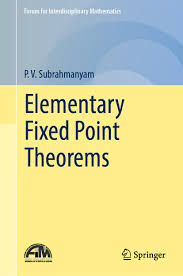 Forum for Interdisciplinary Mathematics
P. V. Subrahmanyam
Elementary
Fixed Point
Theorems
Springer